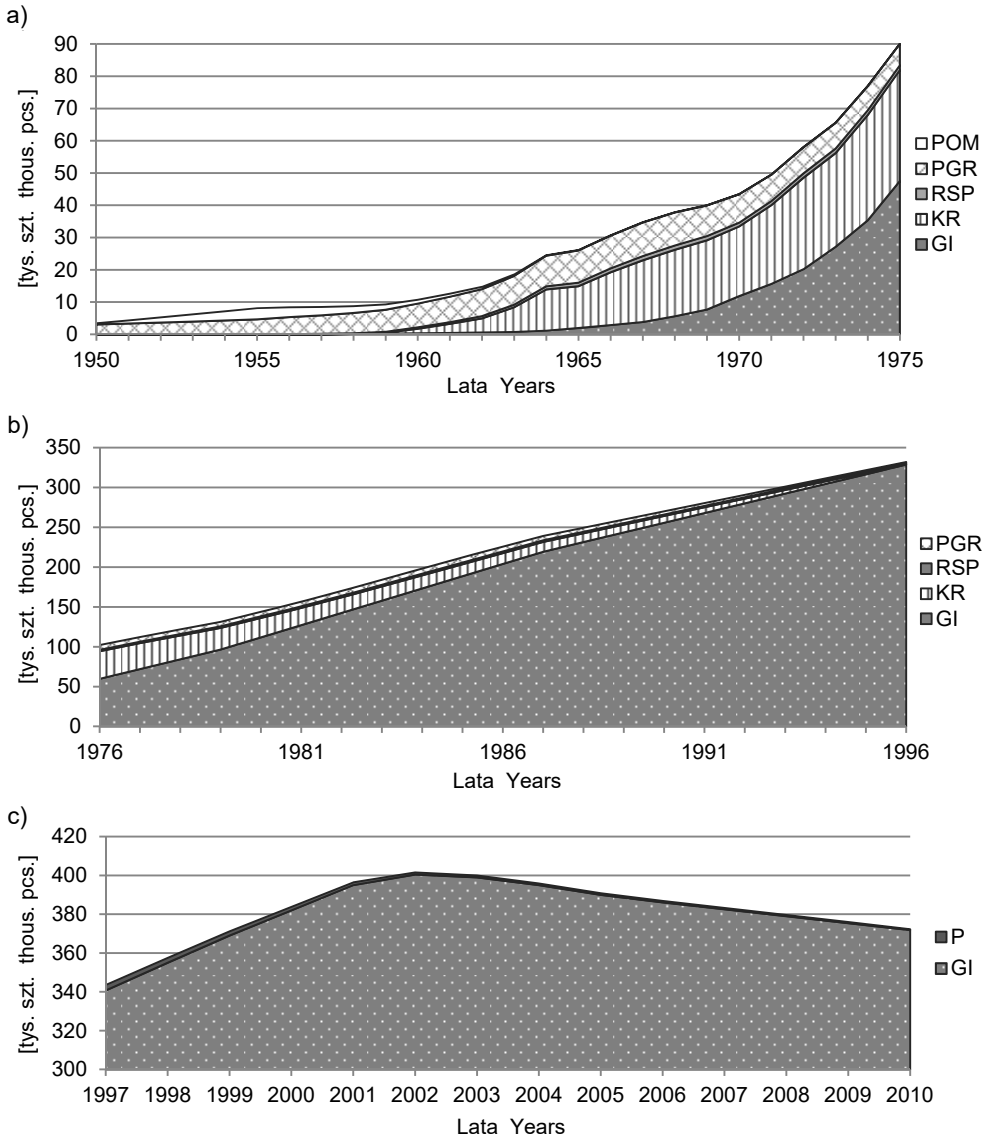 a)
[tys. szt. thous. pcs.]
90
80
70
60
50
40
30
20
10
0
1950 1955 1960 1965 1970 1975
Lata Years
POM
PGR
RSP
KR
GI
b)
[tys. szt. thous. pcs.]
350
300
250
200
150
100
50
0
1976 1981 1986 1991 1996
Lata Years
PGR
RSP
KR
GI
c)
[tys. szt. thous. pcs.]
420
400
380
360
340
320
300
1997 1998 1999 2000 2001 2002 2003 2004 2005 2006 2007 2008 2009 2010
Lata Years
P
GI